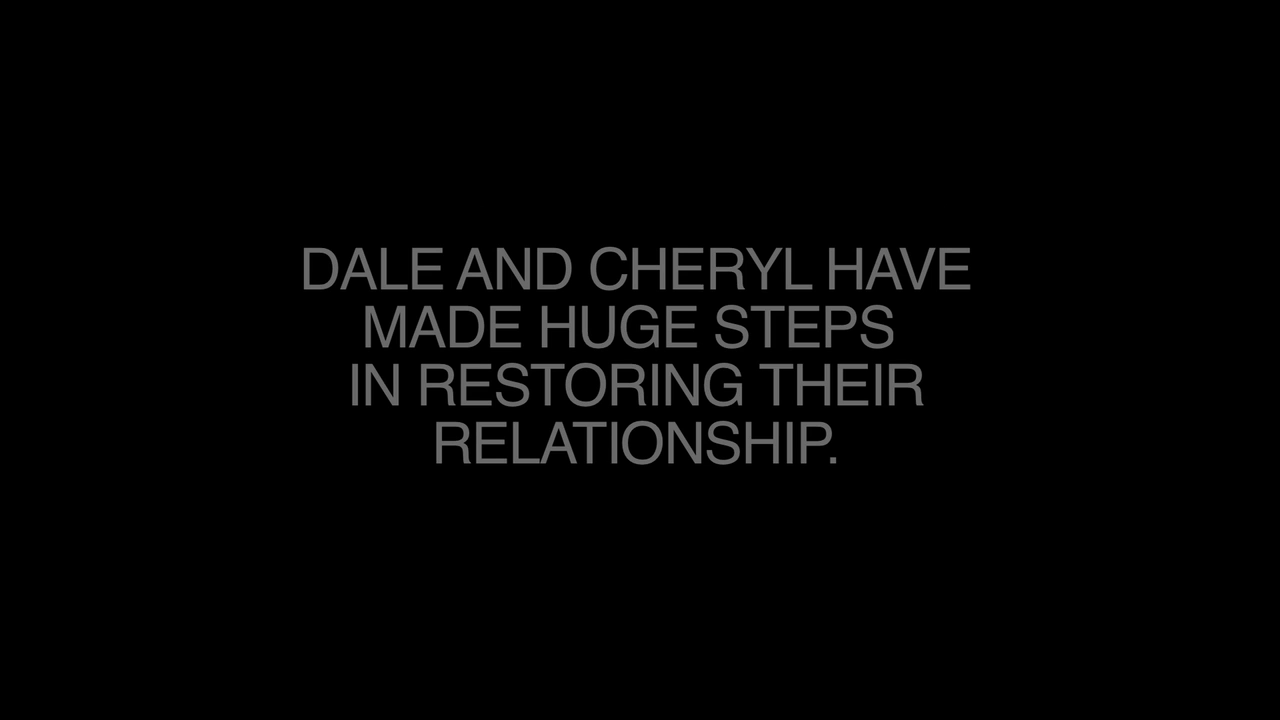 DALE AND CHERYL HAVE
MADE HUGE STEPS
IN RESTORING THEIR
RELATIONSHIP.